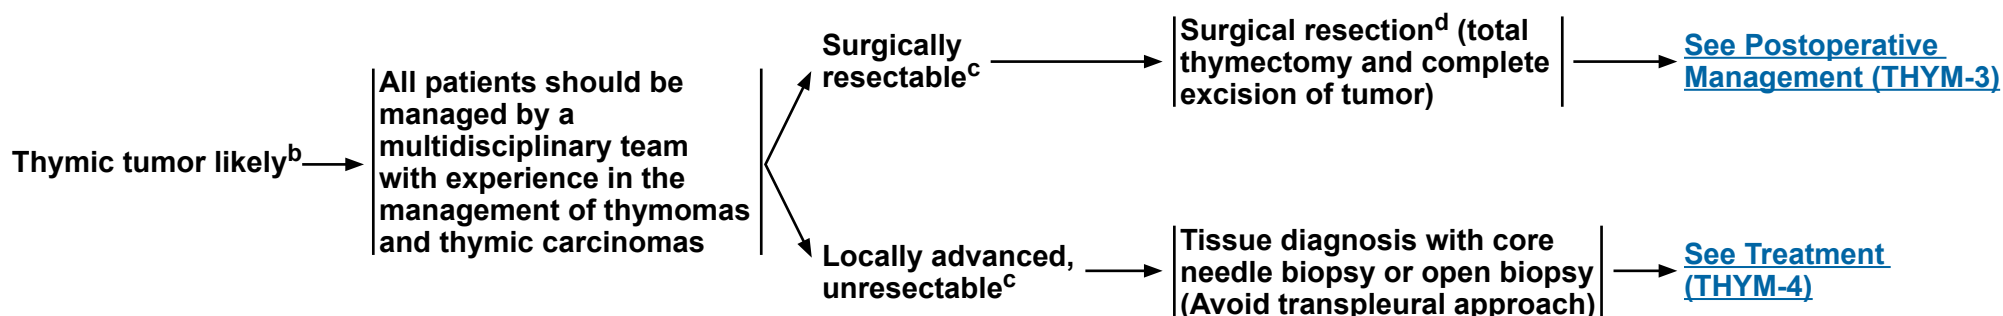 Thymic tumor likelyb
All patients should be
managed by a
multidisciplinary team
with experience in the
management of thymomas
and thymic carcinomas
Surgically
resectablec
Surgical resectiond (total
thymectomy and complete
excision of tumor)
See Postoperative
Management (THYM-3)
Locally advanced,
unresectablec
Tissue diagnosis with core
needle biopsy or open biopsy
(Avoid transpleural approach)
See Treatment
(THYM-4)